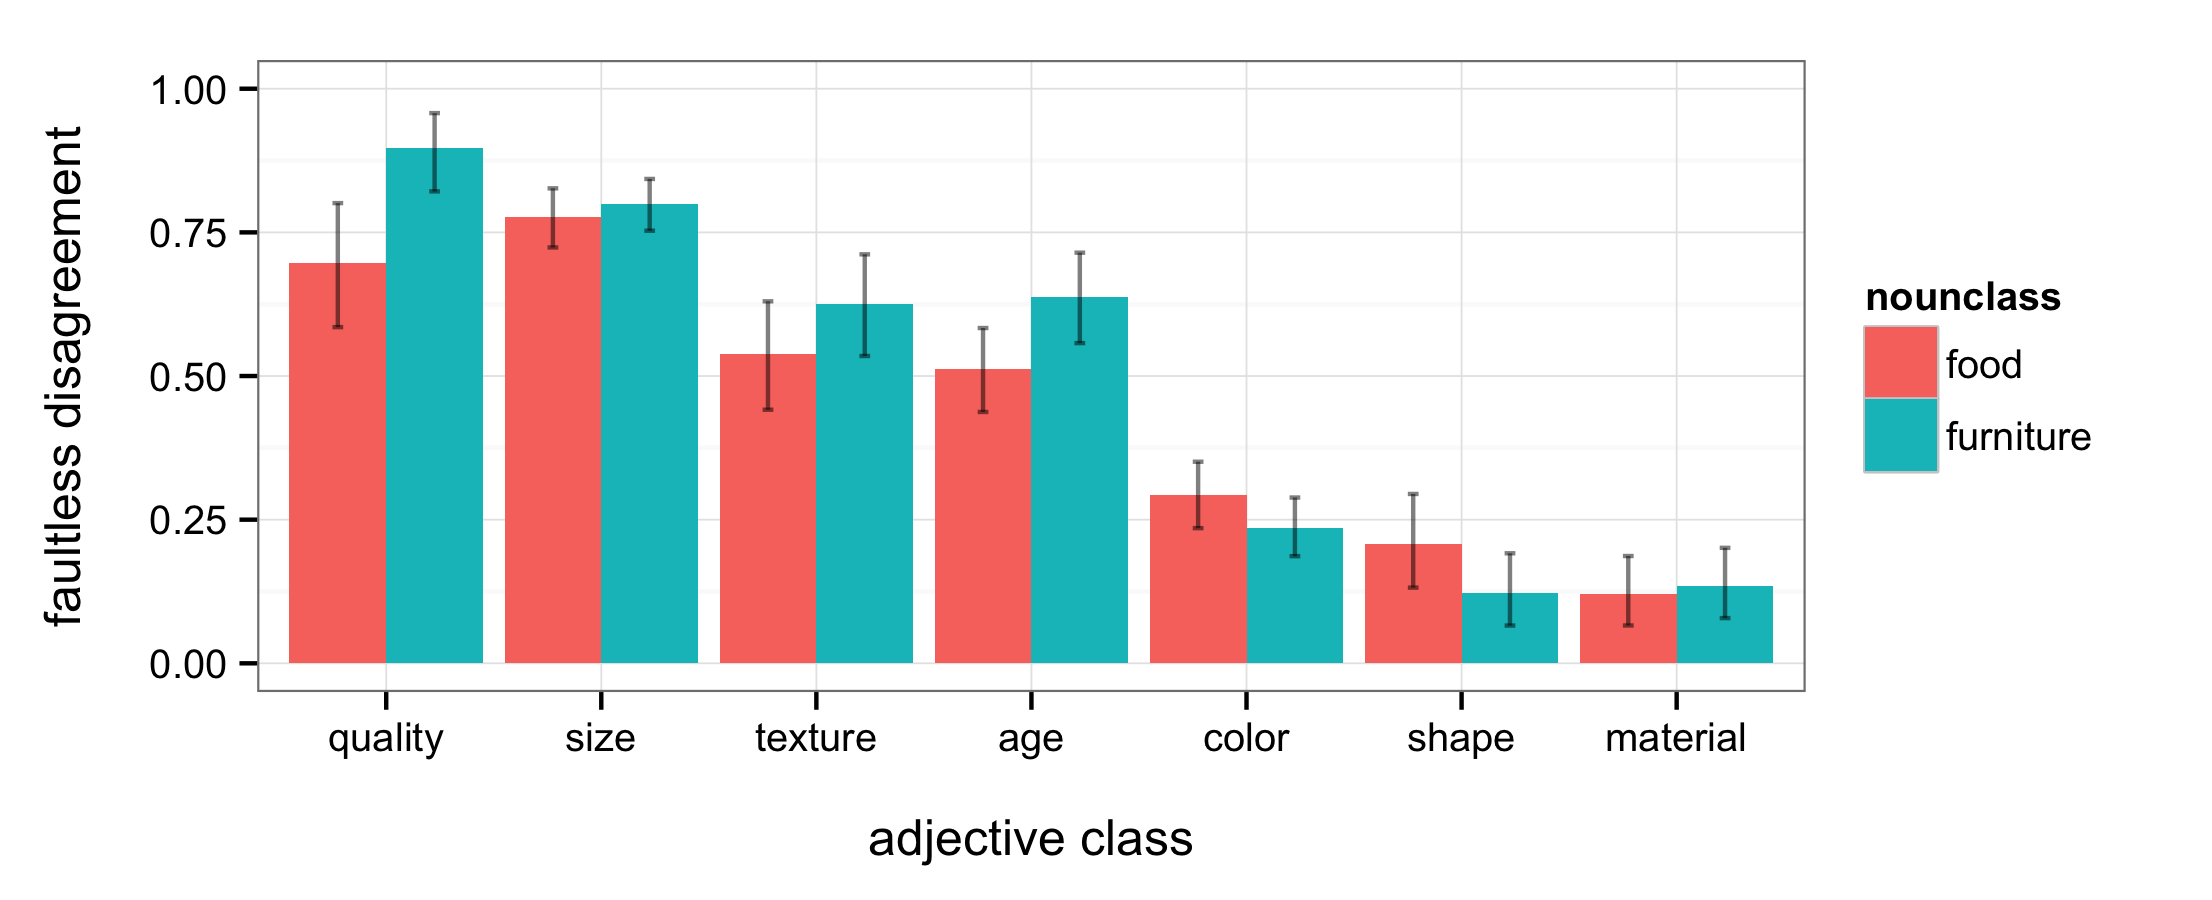 faultless disagreement
1.00
0.75
0.50
0.25
0.00
quality size texture age color shape material
adjective class
nounclass
food
furniture